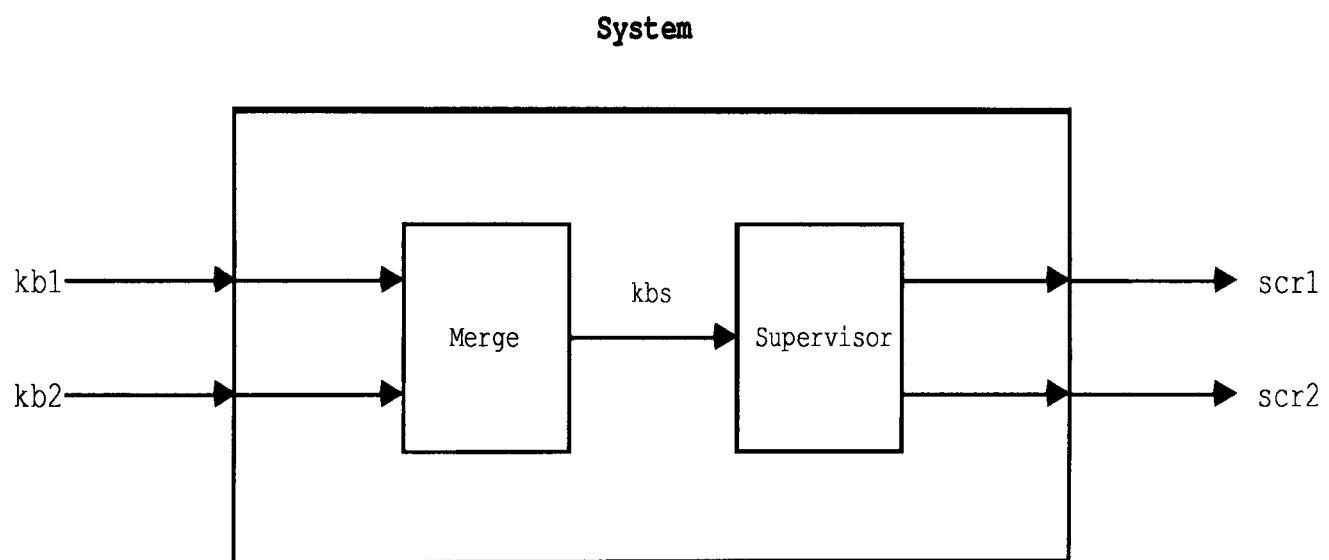 System
kb1
kbs
scr1
Merge
Supervisor
kb2
scr2